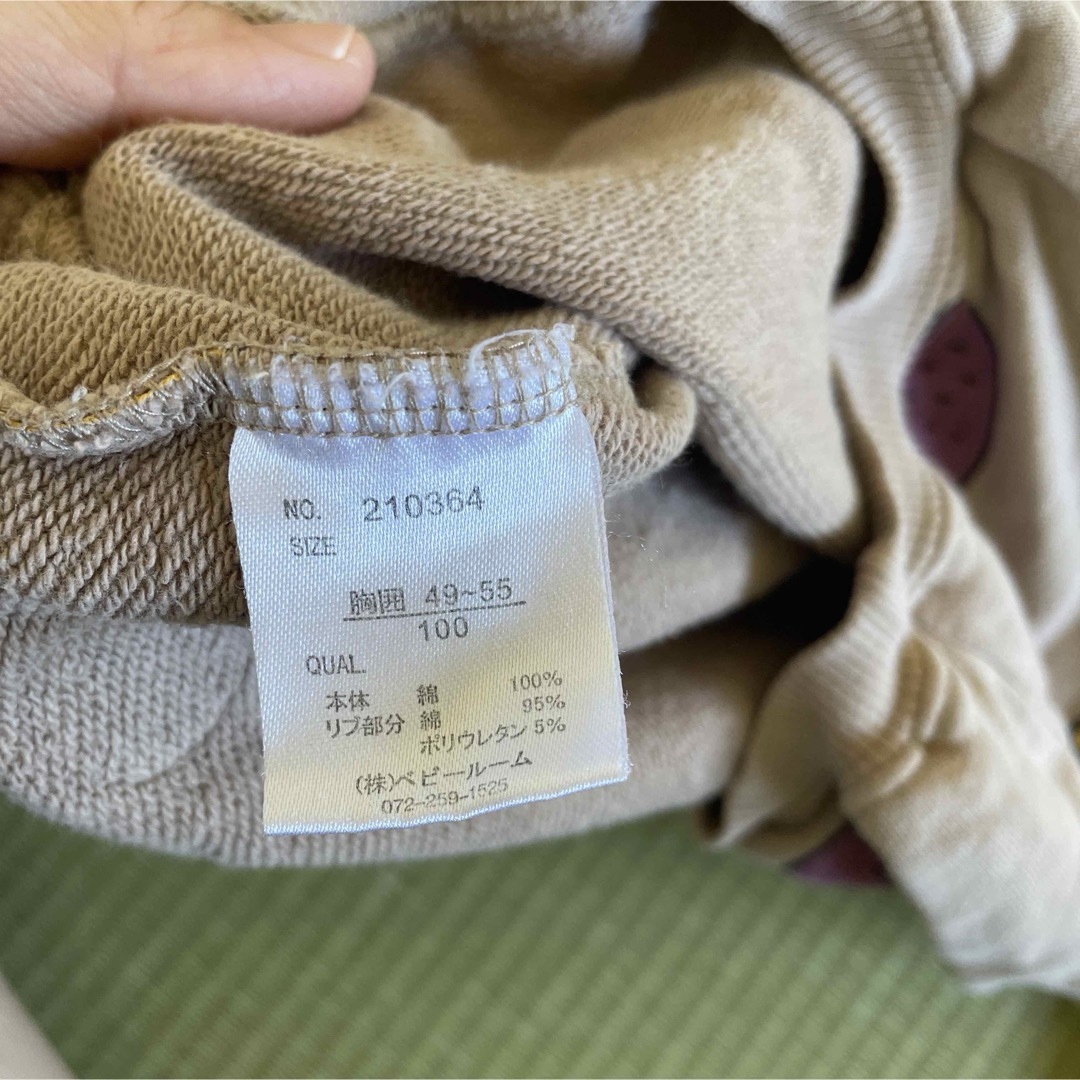 NO. 210364
SIZE
胸囲 49~55
100
QUAL.
本体 綿 100%
リブ部分 綿 95%
ポリウレタン 5%
(株)ベビールーム
072-259-1525